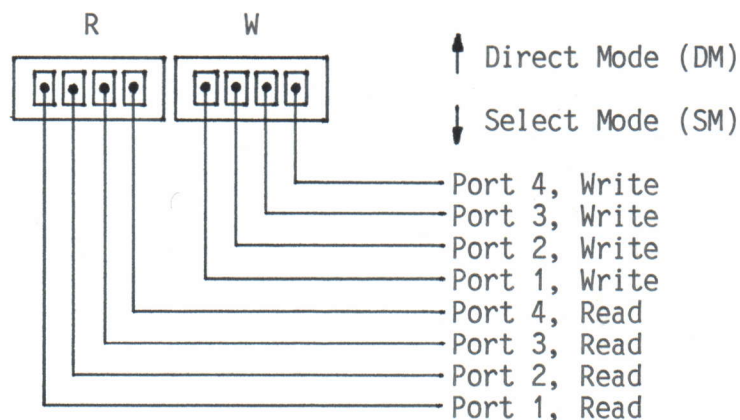 R W
Direct Mode (DM)
Select Mode (SM)
Port 4, Write
Port 3, Write
Port 2, Write
Port 1, Write
Port 4, Read
Port 3, Read
Port 2, Read
Port 1, Read